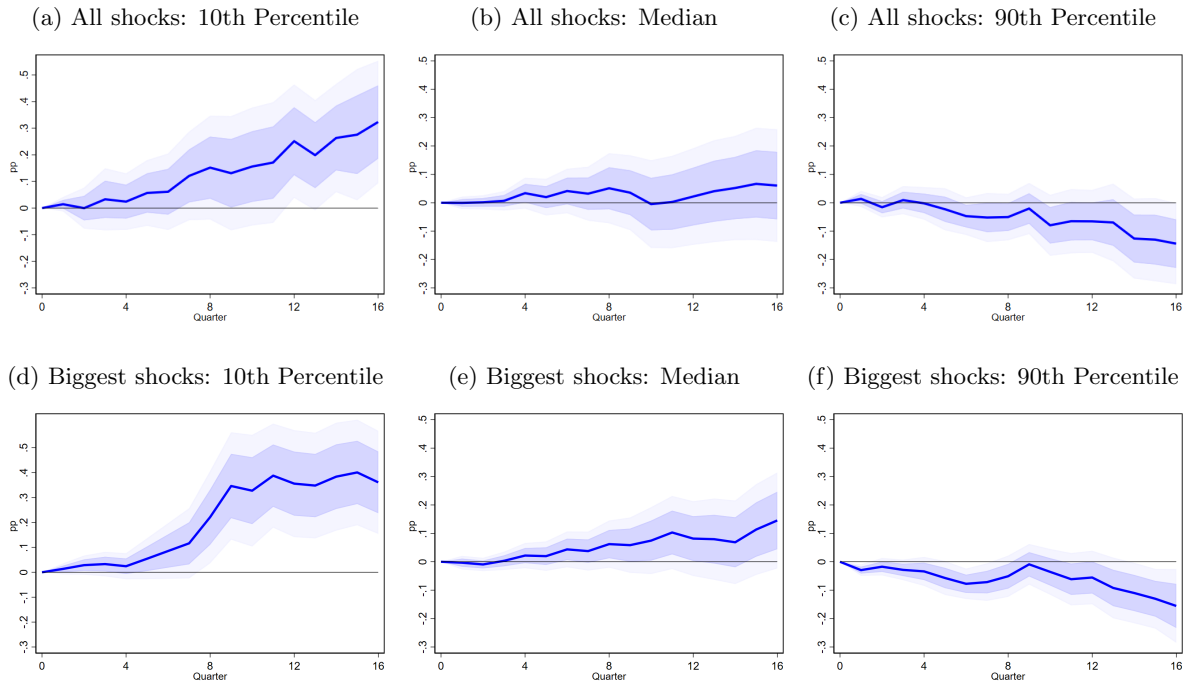 (a) All shocks: 10th Percentile
(b) All shocks: Median
(c) All shocks: 90th Percentile
pp
.5
.4
.3
.2
.1
0
-.1
-.2
-.3
0 4 8 12 16
Quarter
pp
.5
.4
.3
.2
.1
0
-.1
-.2
-.3
0 4 8 12 16
Quarter
pp
.5
.4
.3
.2
.1
0
-.1
-.2
-.3
0 4 8 12 16
Quarter
(d) Biggest shocks: 10th Percentile
(e) Biggest shocks: Median
(f) Biggest shocks: 90th Percentile
pp
.5
.4
.3
.2
.1
0
-.1
-.2
-.3
0 4 8 12 16
Quarter
pp
.5
.4
.3
.2
.1
0
-.1
-.2
-.3
0 4 8 12 16
Quarter
pp
.5
.4
.3
.2
.1
0
-.1
-.2
-.3
0 4 8 12 16
Quarter